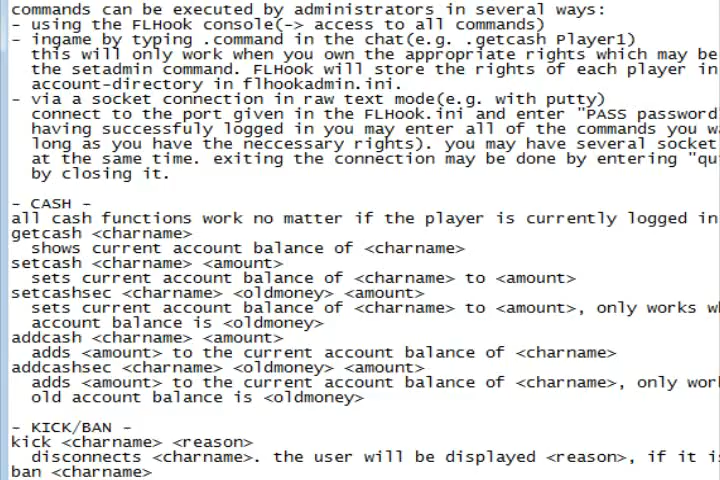 commands can be executed by administrators in several ways:
- using the FLHook console(-> access to all commands)
- ingame by typing .command in the chat(e.g. .getcash Player1)
this will only work when you own the appropriate rights which may be
the setadmin command. FLHook will store the rights of each player in
account-directory in flhookadmin.ini.
- via a socket connection in raw text mode(e.g. with putty)
connect to the port given in the FLHook.ini and enter "PASS password
having successfully logged in you may enter all of the commands you wa
long as you have the neccessary rights). you may have several socket
at the same time. exiting the connection may be done by entering "qu
by closing it.
- CASH -
all cash functions work no matter if the player is currently logged in
getcash <charname>
shows current account balance of <charname>
setcash <charname> <amount>
sets current account balance of <charname> to <amount>
setcashsec <charname> <oldmoney> <amount>
sets current account balance of <charname> to <amount>, only works wh
account balance is <oldmoney>
addcash <charname> <amount>
adds <amount> to the current account balance of <charname>
addcashsec <charname> <oldmoney> <amount>
adds <amount> to the current account balance of <charname>, only work
old account balance is <oldmoney>
- KICK/BAN -
kick <charname> <reason>
disconnects <charname>. the user will be displayed <reason>, if it is
ban <charname>